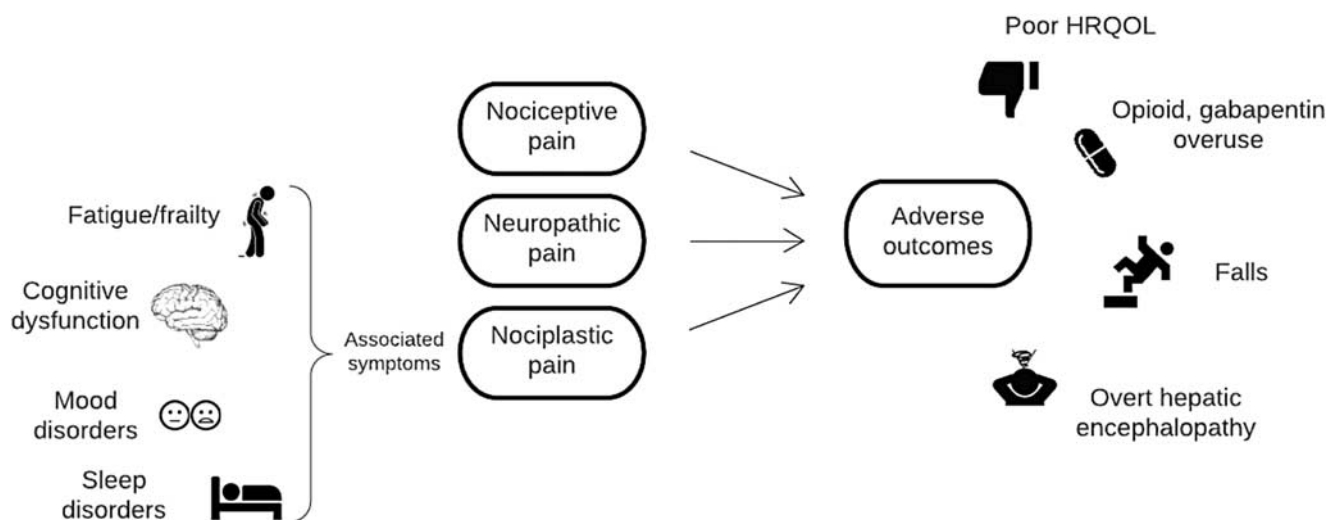 Fatigue/frailty
Cognitive
dysfunction
Mood
disorders
Sleep
disorders
Associated
symptoms
Nociceptive
pain
Neuropathic
pain
Nociplastic
pain
Adverse
outcomes
Poor HRQOL
Opioid, gabapentin
overuse
Falls
Overt hepatic
encephalopathy